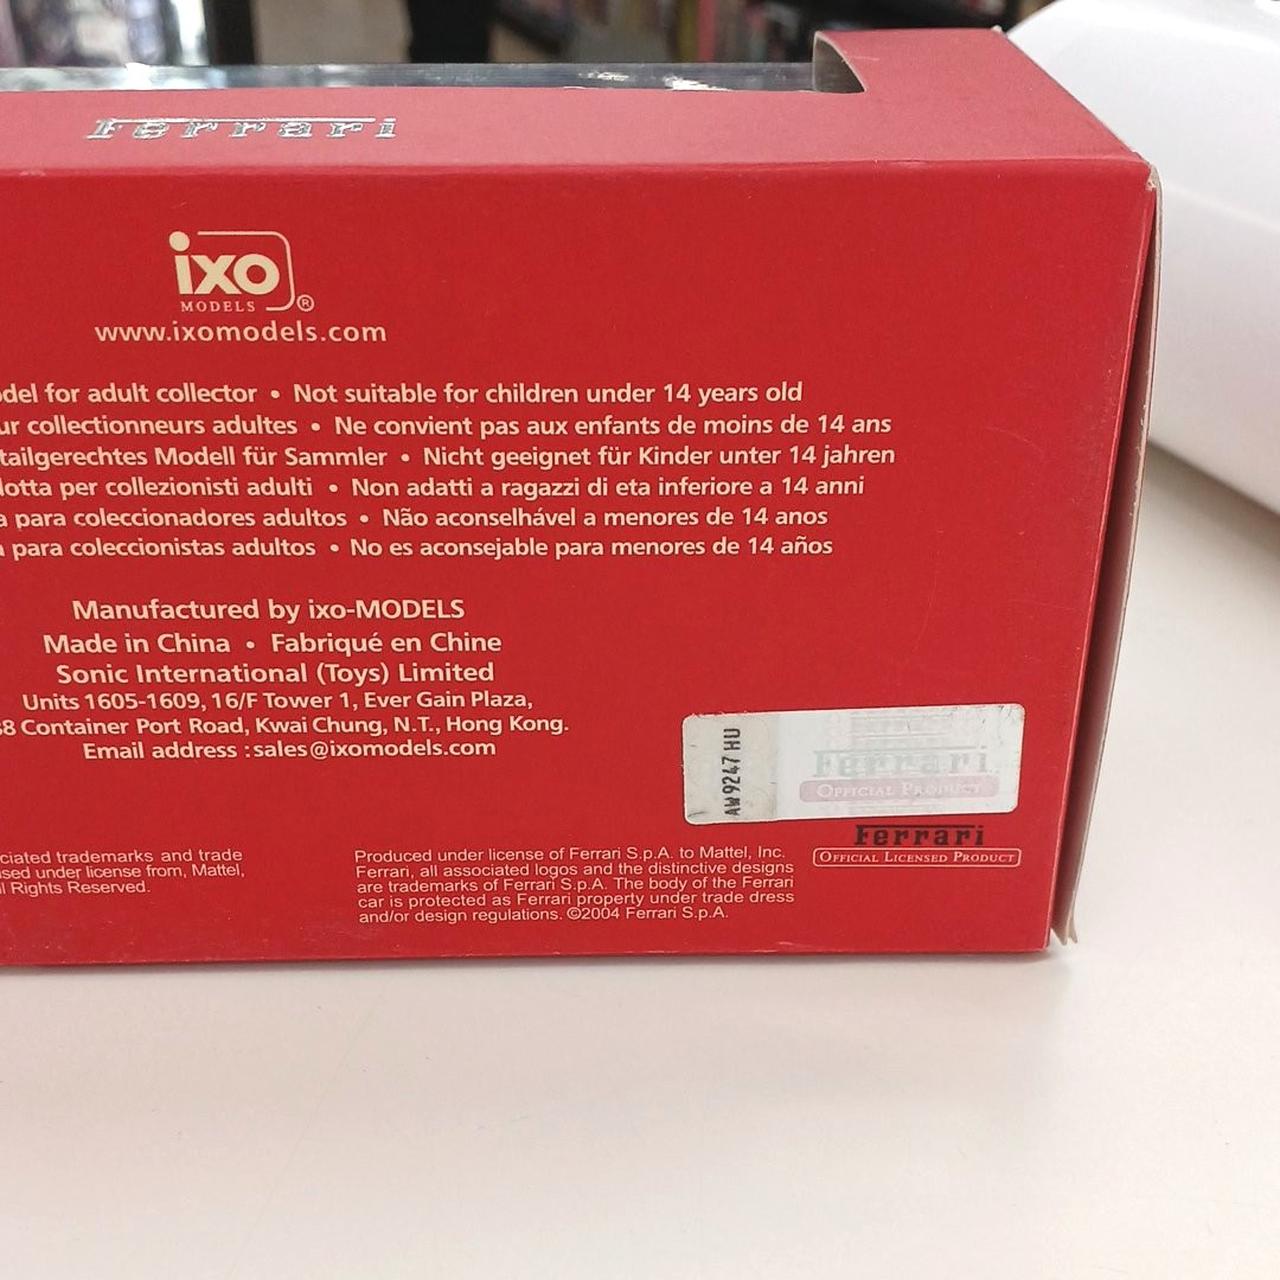 Ferrari
ixo
MODELS ®
www.ixomodels.com
for adult collector • Not suitable for children under 14 years old
collectionneurs adultes • Ne convient pas aux enfants de moins de 14 ans
Modell für Sammler • Nicht geeignet für Kinder unter 14 jahren
per collezionisti adulti • Non adatti a ragazzi di eta inferiore a 14 anni
para coleccionadores adultos • Não aconselhável a menores de 14 anos
para coleccionistas adultos • No es aconsejable para menores de 14 años
Manufactured by ixo-MODELS
Made in China • Fabriqué en Chine
Sonic International (Toys) Limited
Units 1605-1609, 16/F Tower 1, Ever Gain Plaza,
Container Port Road, Kwai Chung, N.T., Hong Kong.
Email address : sales@ixomodels.com
AW9247 HU
Ferrari
OFFICIAL PRODUCT
Ferrari
OFFICIAL LICENSED PRODUCT
trademarks and trade
under license from, Mattel,
Rights Reserved.
Produced under license of Ferrari S.p.A. to Mattel, Inc.
Ferrari, all associated logos and the distinctive designs
are trademarks of Ferrari S.p.A. The body of the Ferrari
car is protected as Ferrari property under trade dress
and/or design regulations. ©2004 Ferrari S.p.A.